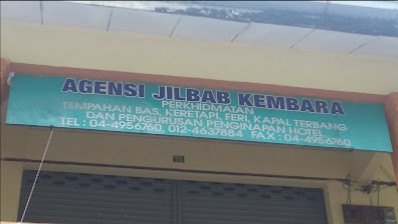 AGENSI JILBAB KEMBARA
PERKHIDMATAN
TEMPAHAN BAS, KERETAPI, FERI, KAPAL TERBANG
DAN PENGURUSAN PENGINAPAN HOTEL
TEL : 04-4956760, 012-4637884 FAX : 04-4956760